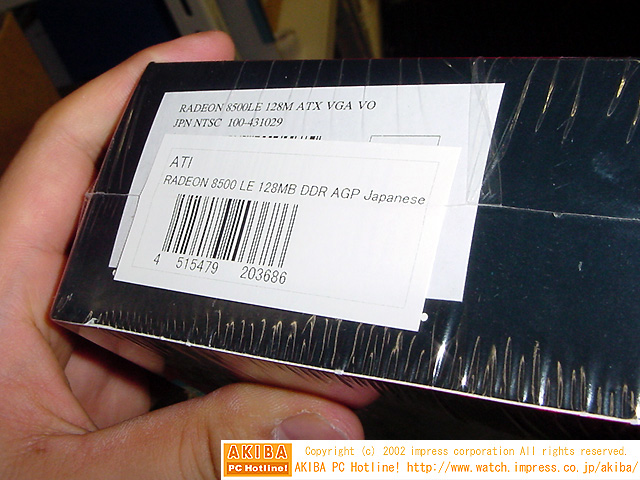 RADEON 8500LE 128M ATX VGA VO
JPN NTSC 100-431029
ATI
RADEON 8500 LE 128MB DDR AGP Japanese
4 515479 203686
AKIBA
PC Hotline!
Copyright (c) 2002 impress corporation All rights reserved.
AKIBA PC Hotline! http://www.watch.impress.co.jp/akiba/